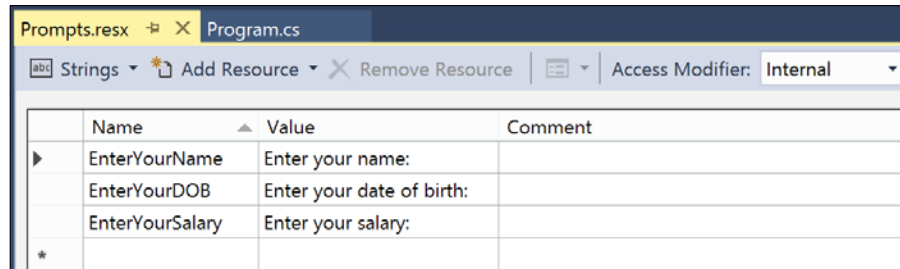 Prompts.resx Program.cs
abc Strings Add Resource Remove Resource Access Modifier: Internal
Name Value Comment
EnterYourName Enter your name:
EnterYourDOB Enter your date of birth:
EnterYourSalary Enter your salary:
*